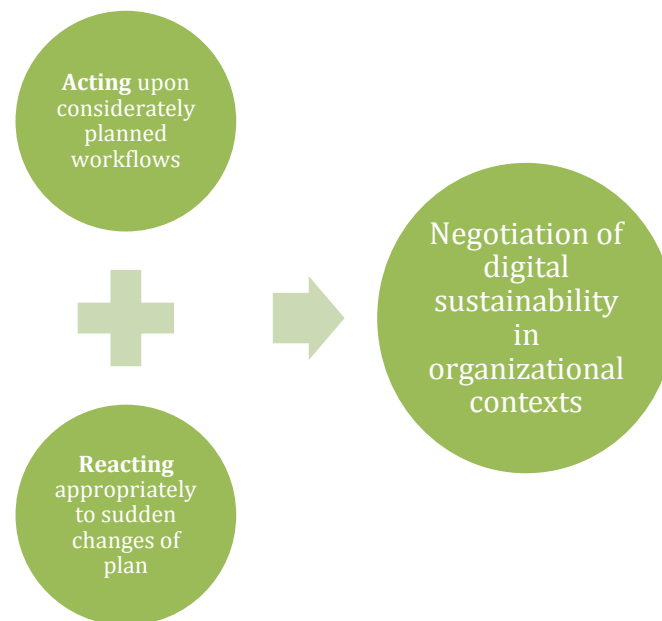 Acting upon
considerately
planned
workflows
Reacting
appropriately
to sudden
changes of
plan
Negotiation of
digital
sustainability
in
organizational
contexts